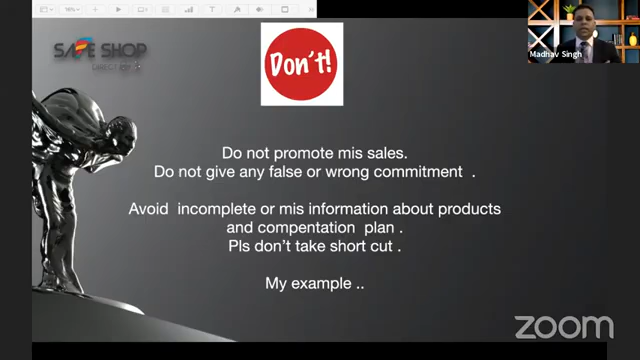 SAFE SHOP
DIRECT
Don't!
Madhav Singh
Do not promote mis sales.
Do not give any false or wrong commitment .
Avoid incomplete or mis information about products
and compentation plan .
Pls don't take short cut .
My example ..
zoom